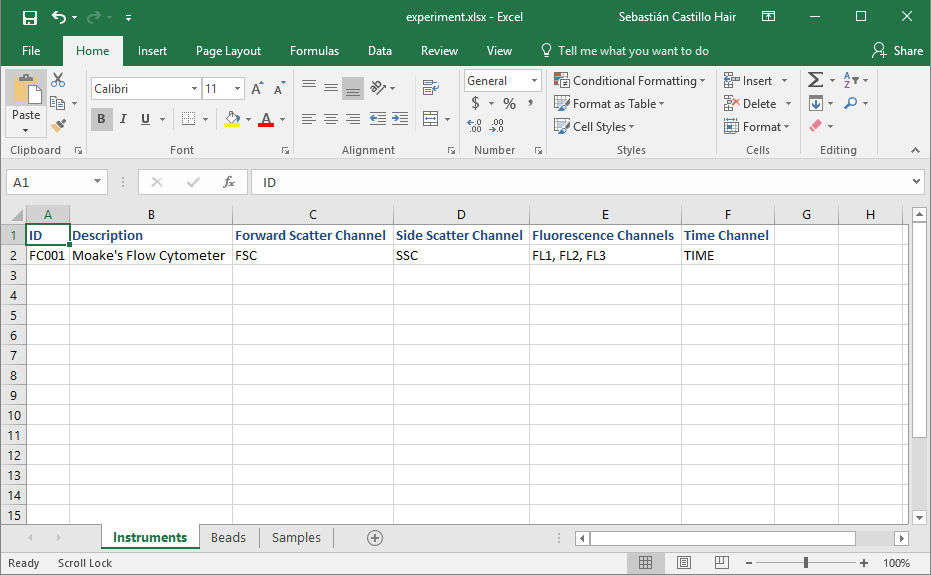 experiment.xlsx - Excel
Sebastián Castillo Hair
File Home Insert Page Layout Formulas Data Review View Tell me what you want to do Share
Paste
Calibri 11
B I U
A
General
$ % ,
Conditional Formatting
Format as Table
Cell Styles
Insert
Delete
Format
Clipboard Font Alignment Number Styles Cells Editing
A1 fx ID
A B C D E F G H
1 ID Description Forward Scatter Channel Side Scatter Channel Fluorescence Channels Time Channel
2 FC001 Moake's Flow Cytometer FSC SSC FL1, FL2, FL3 TIME
3
4
5
6
7
8
9
10
11
12
13
14
15
Instruments Beads Samples
Ready Scroll Lock 100%